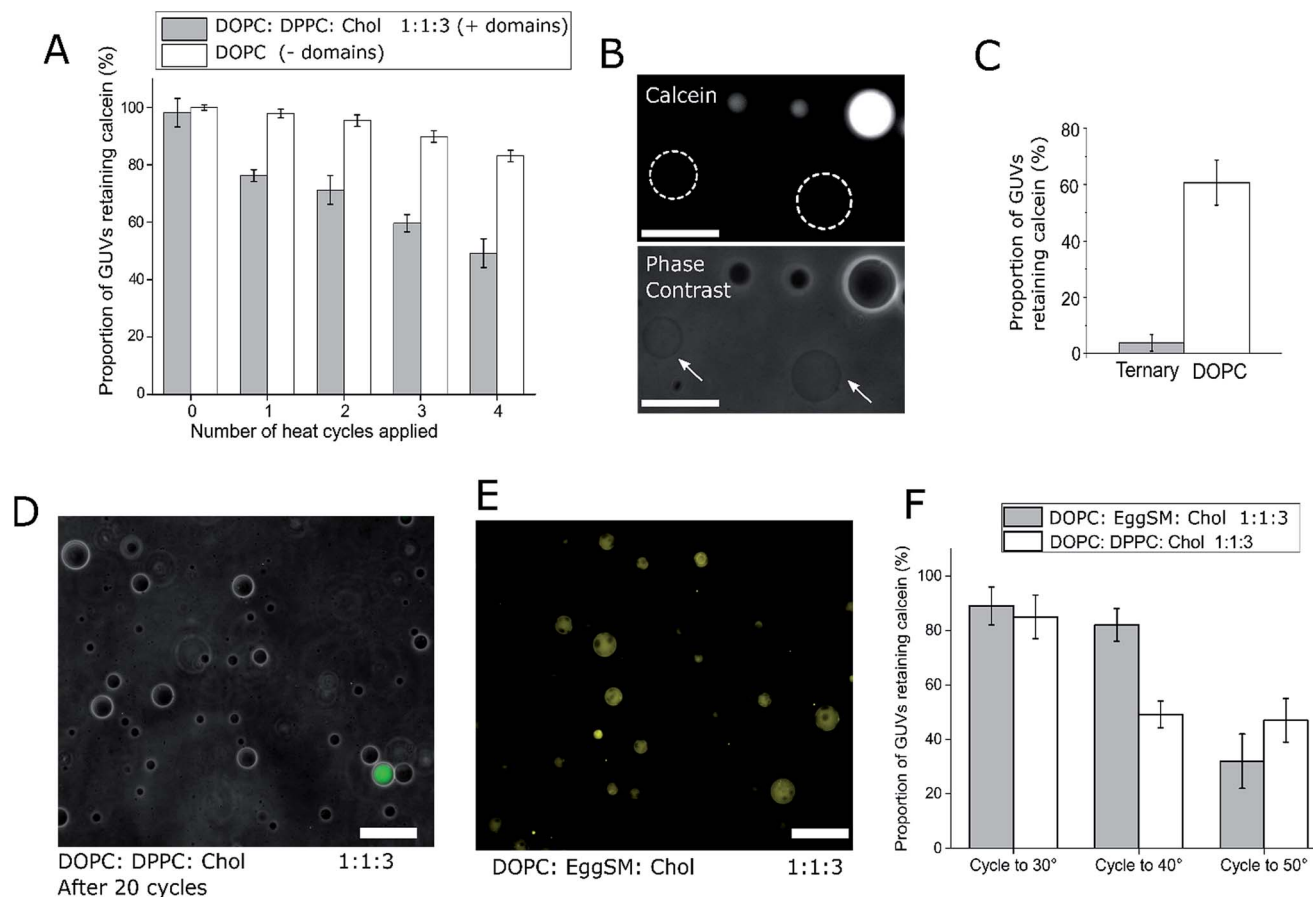 A
DOPC: DPPC: Chol 1:1:3 (+ domains)
DOPC (- domains)
Proportion of GUVs retaining calcein (%)
100
80
60
40
20
0
0 1 2 3 4
Number of heat cycles applied
B
Calcein
Phase
Contrast
C
Proportion of GUVs
retaining calcein (%)
80
60
40
20
0
Ternary DOPC
D
DOPC: DPPC: Chol 1:1:3
After 20 cycles
E
DOPC: EggSM: Chol 1:1:3
F
DOPC: EggSM: Chol 1:1:3
DOPC: DPPC: Chol 1:1:3
Proportion of GUVs retaining calcein (%)
100
80
60
40
20
0
Cycle to 30° Cycle to 40° Cycle to 50°